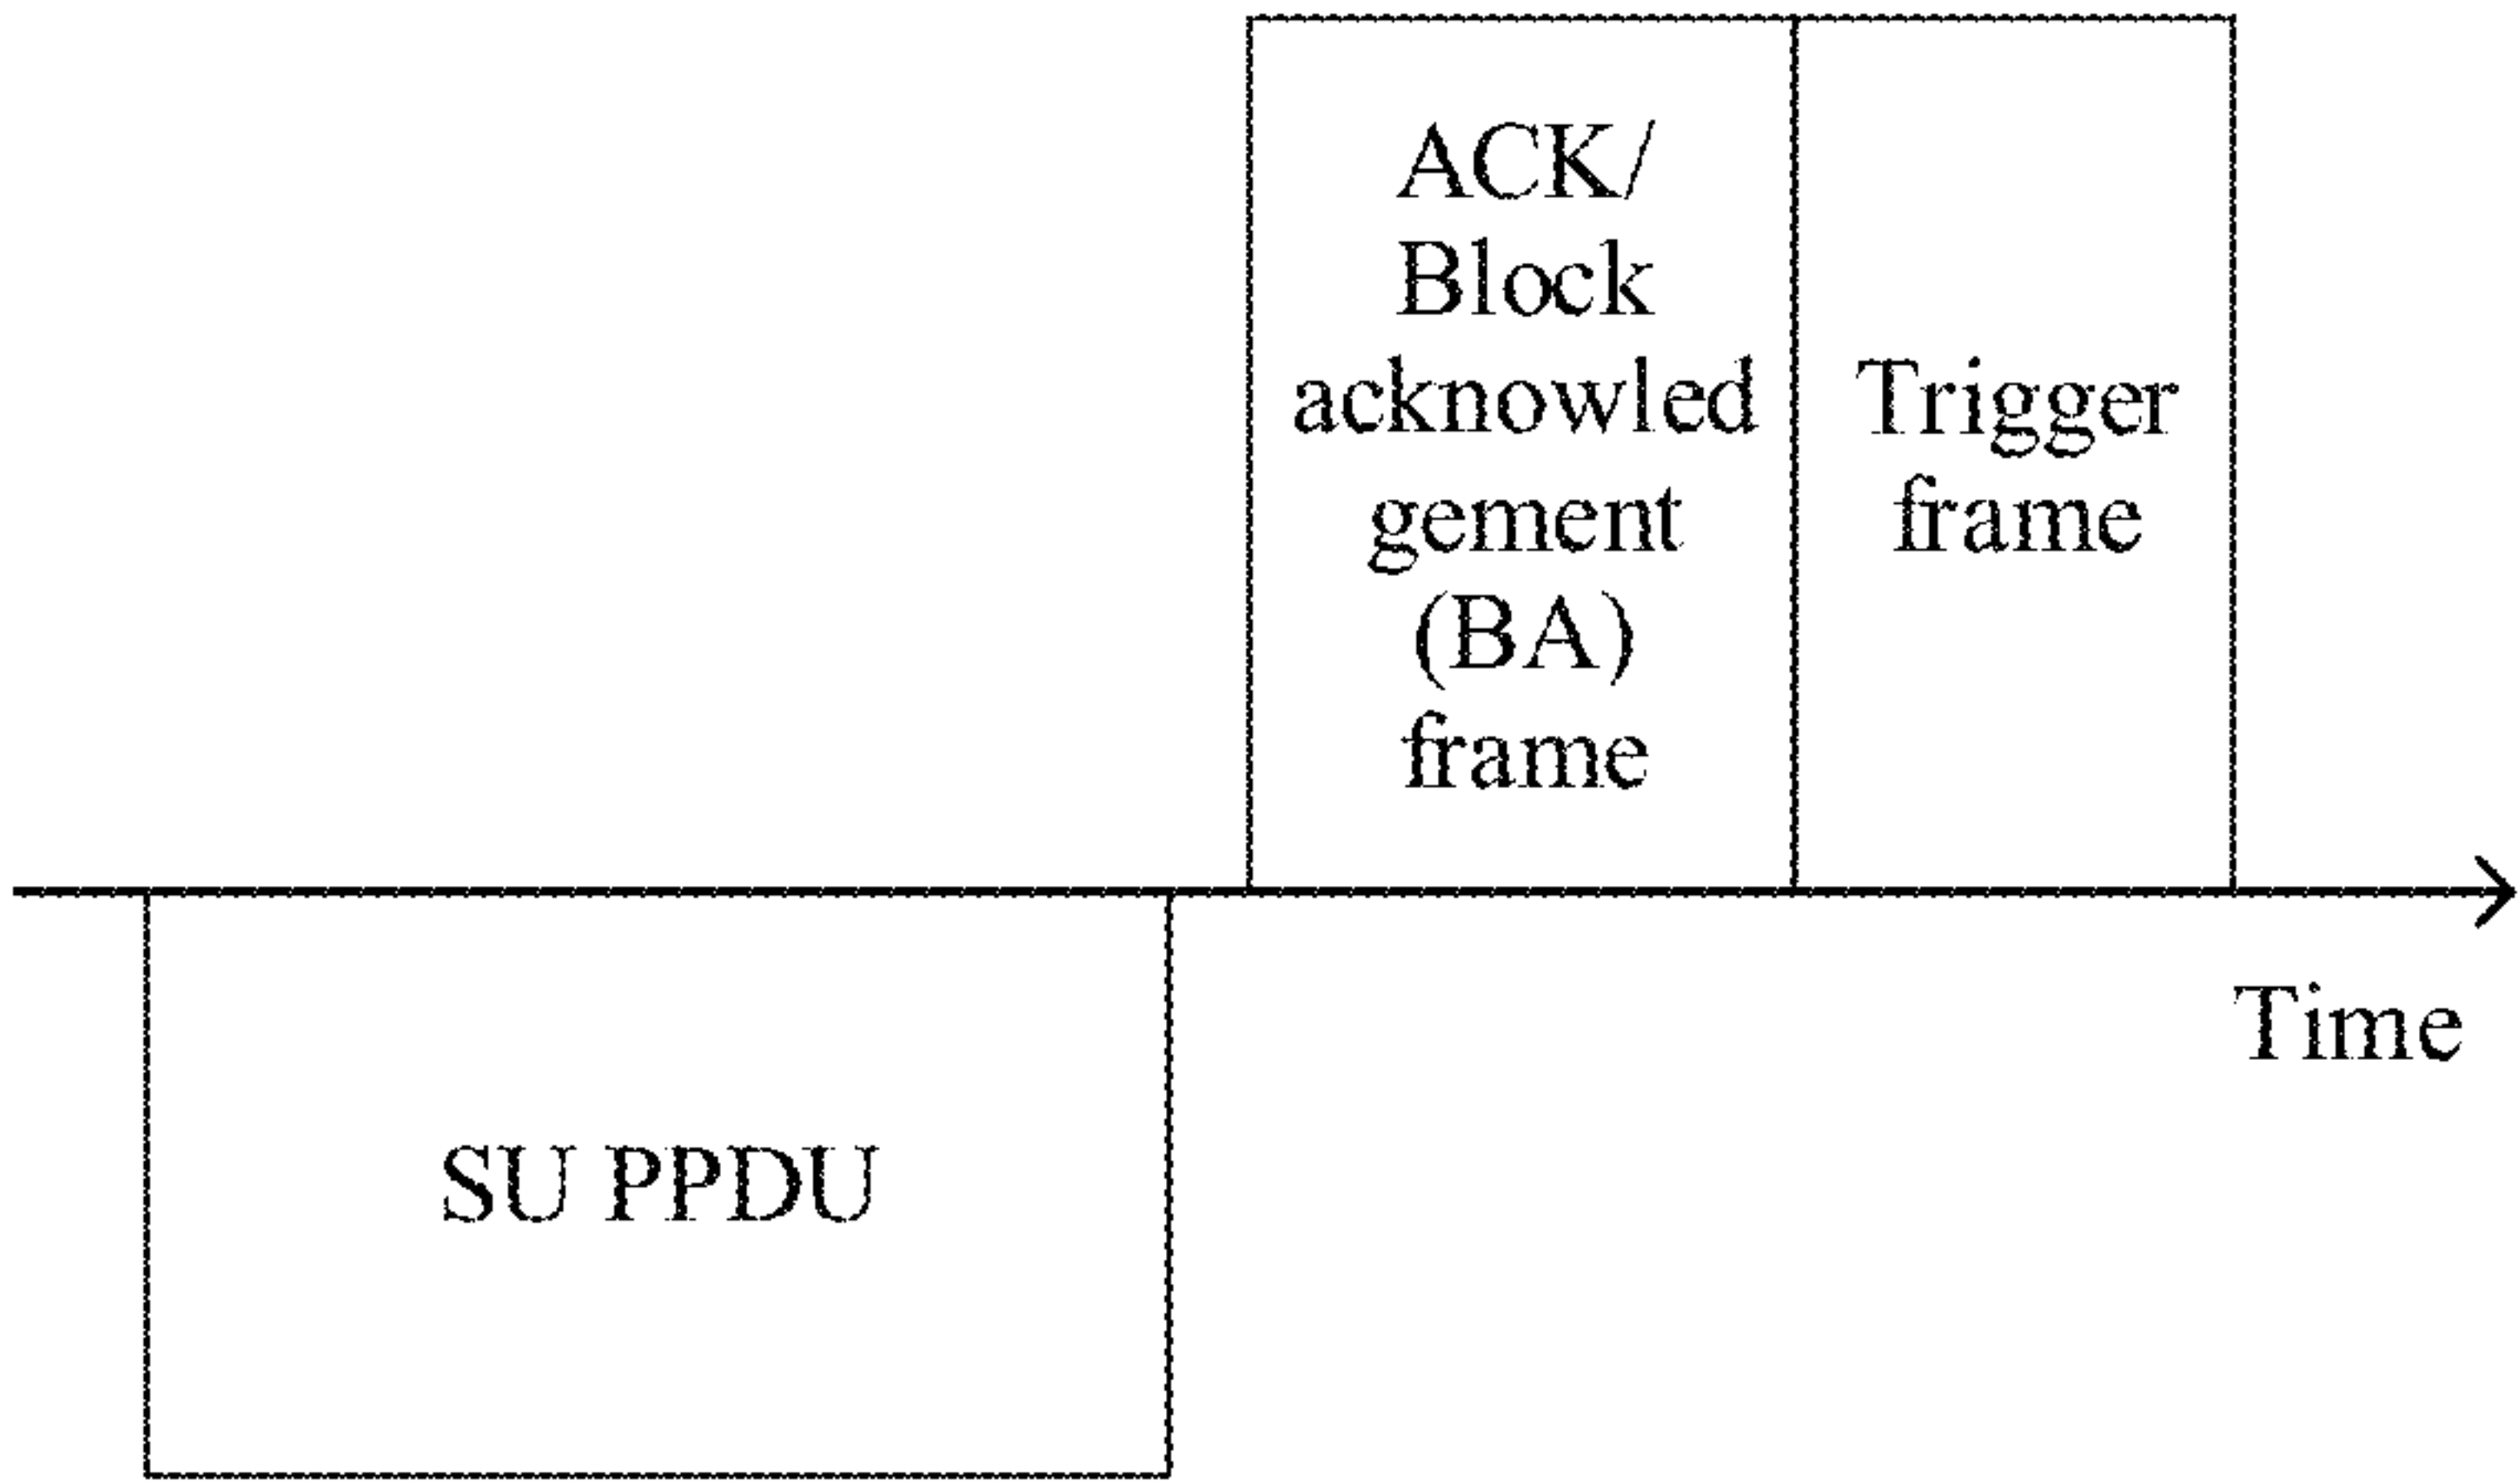 ACK/
Block
acknowled
gement
(BA)
frame
Trigger
frame
Time
SU PPDU